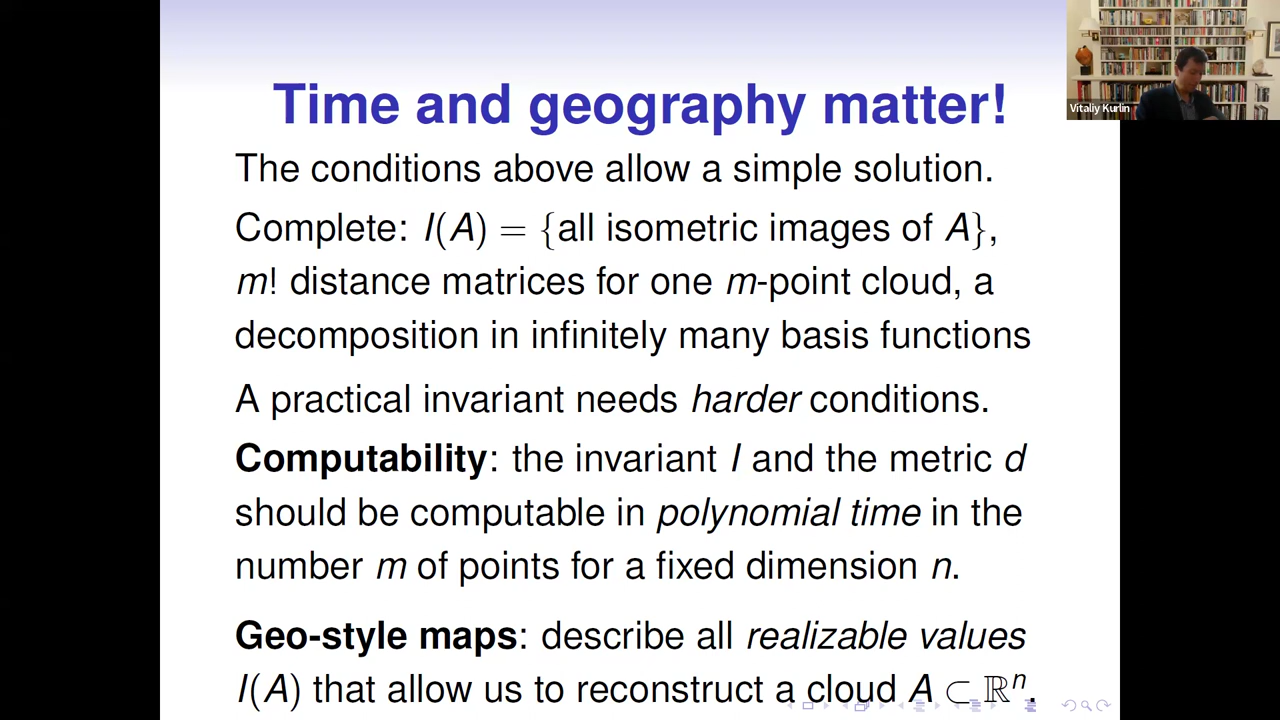 Time and geography matter!
The conditions above allow a simple solution.
Complete: I(A) = {all isometric images of A},
m! distance matrices for one m-point cloud, a
decomposition in infinitely many basis functions
A practical invariant needs harder conditions.
Computability: the invariant I and the metric d
should be computable in polynomial time in the
number m of points for a fixed dimension n.
Geo-style maps: describe all realizable values
I(A) that allow us to reconstruct a cloud A ⊂ ℝⁿ.
Vitaliy Kurlin